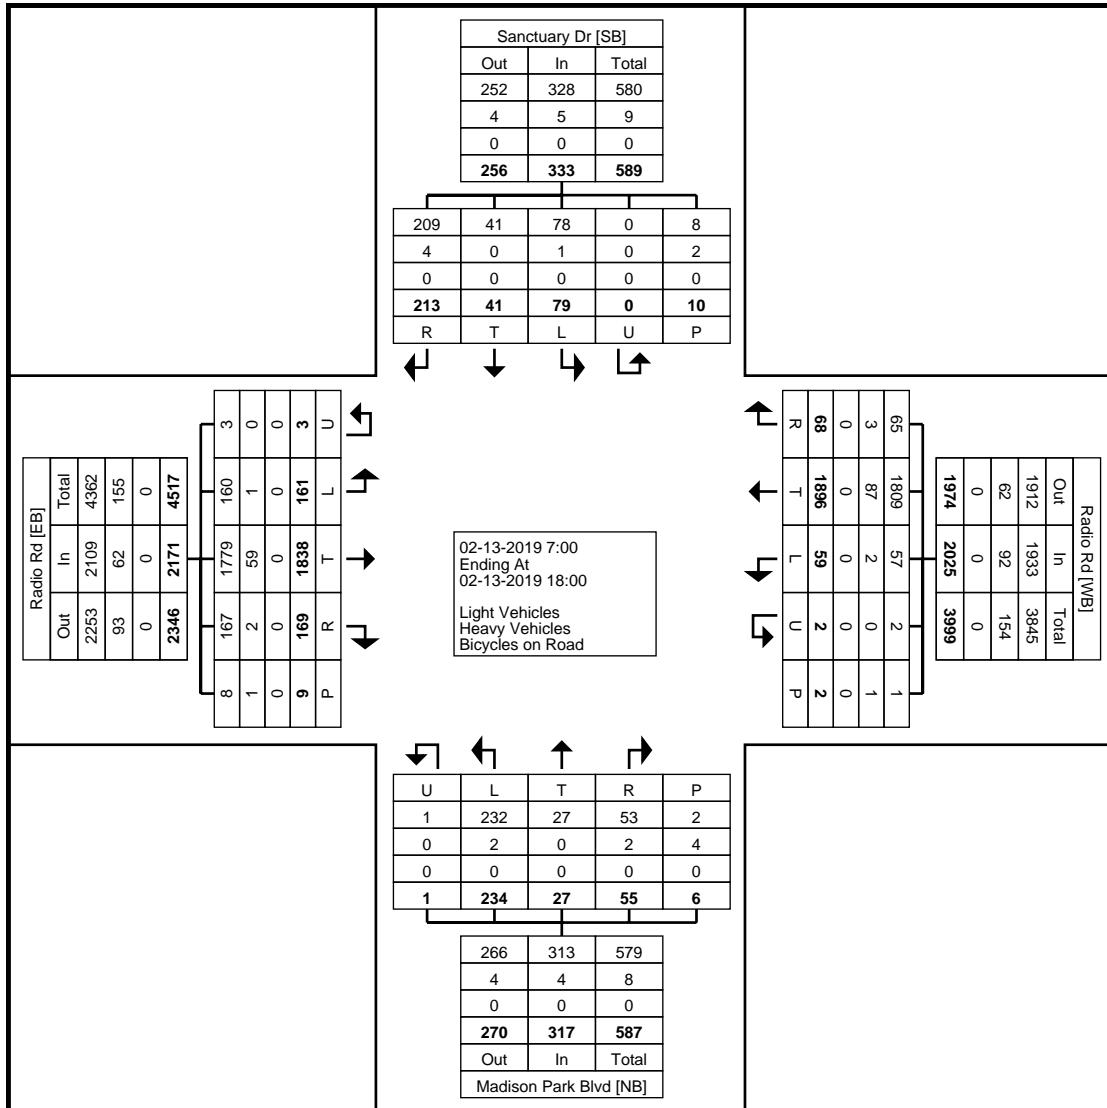 Sanctuary Dr [SB]
Out In Total
252 328 580
4 5 9
0 0 0
256 333 589
209 41 78 0 8
4 0 1 0 2
0 0 0 0 0
213 41 79 0 10
R T L U P
Radio Rd [EB]
Total 4362 155 0 4517
In 2109 62 0 2171
Out 2253 93 0 2346
3 0 0 3 U
160 1 0 161 L
1779 59 0 1838 T
167 2 0 169 R
8 1 0 9 P
02-13-2019 7:00
Ending At
02-13-2019 18:00
Light Vehicles
Heavy Vehicles
Bicycles on Road
R 68 0 3 65
T 1896 0 87 1809
L 59 0 2 57
U 2 0 0 2
P 2 0 1 1
Radio Rd [WB]
Out In Total
1912 1933 3845
62 92 154
0 0 0
1974 2025 3999
U L T R P
1 232 27 53 2
0 2 0 2 4
0 0 0 0 0
1 234 27 55 6
266 313 579
4 4 8
0 0 0
270 317 587
Out In Total
Madison Park Blvd [NB]